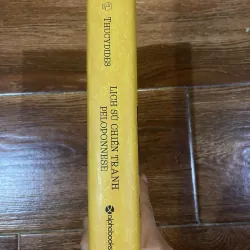 THUCYDIDES
LỊCH SỬ CHIẾN TRANH
PELOPONNESE
alphabooks